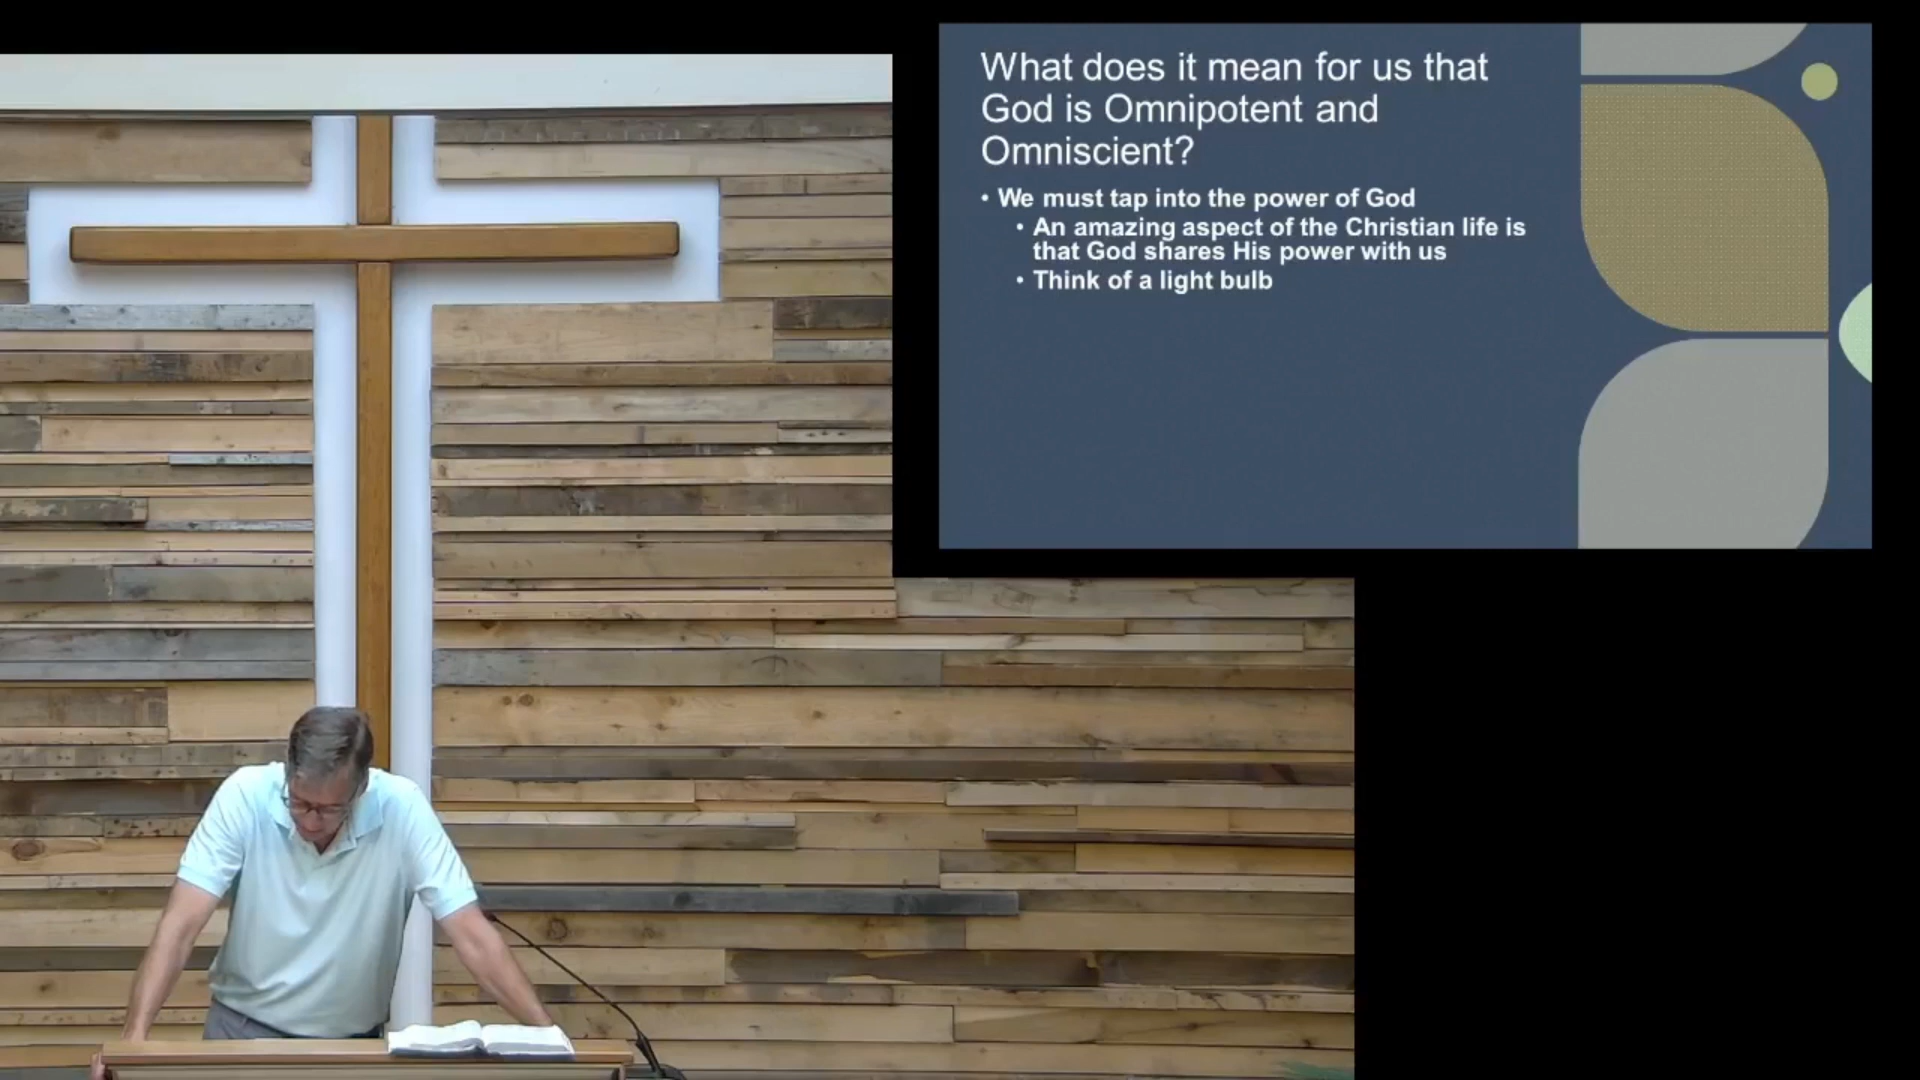 What does it mean for us that
God is Omnipotent and
Omniscient?
• We must tap into the power of God
• An amazing aspect of the Christian life is
that God shares His power with us
• Think of a light bulb